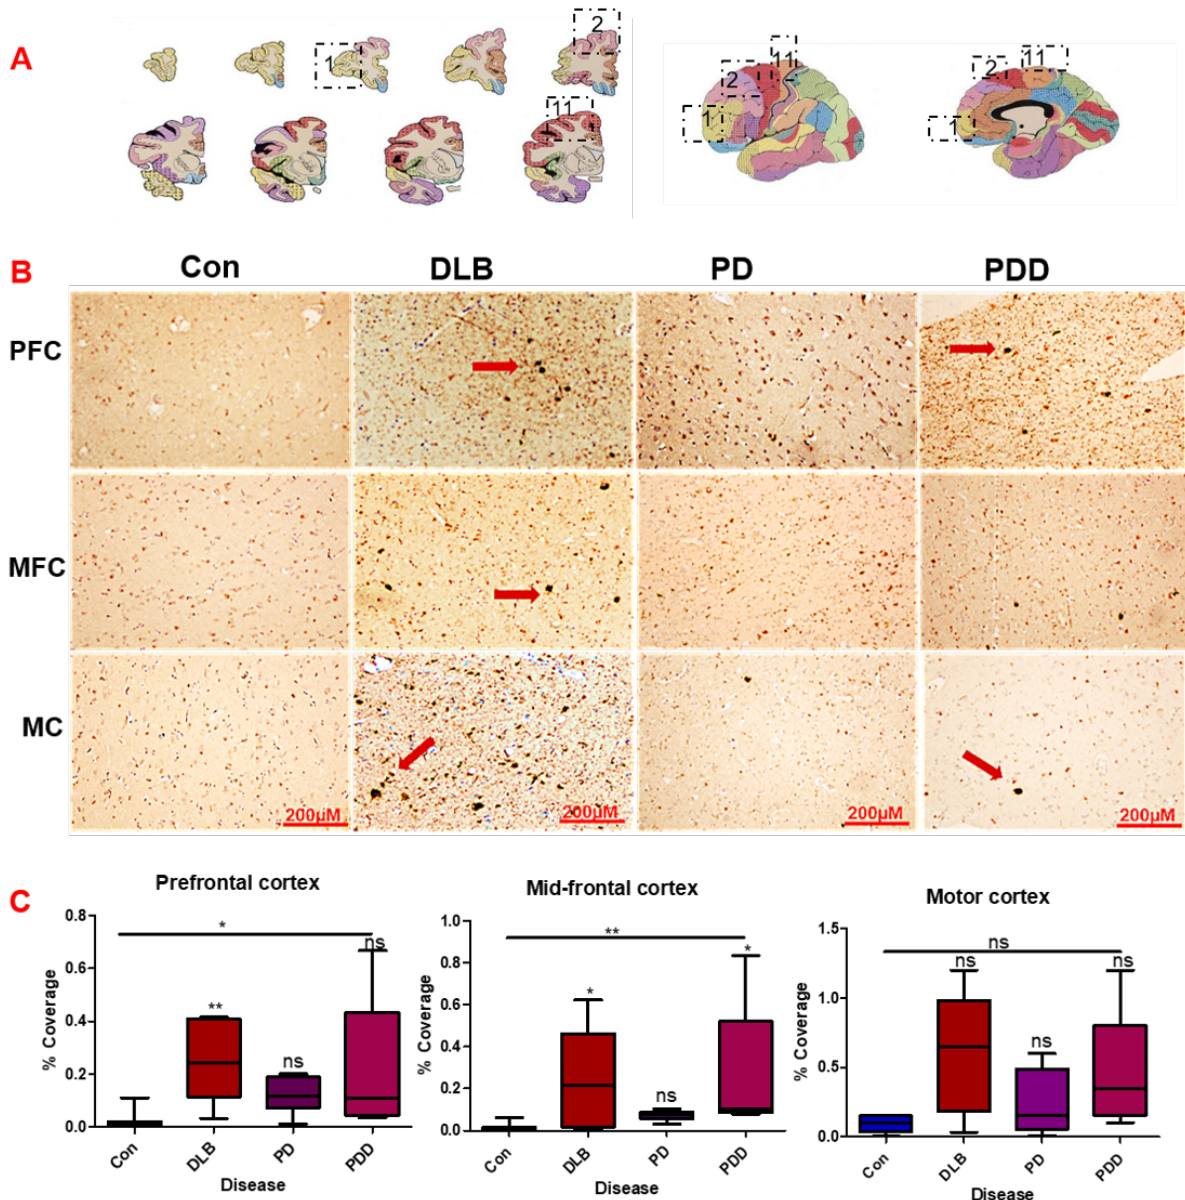 A
1
2
11
2
11
1
2
11
1
B
Con DLB PD PDD
PFC
MFC
MC
200µM 200µM 200µM 200µM
C
Prefrontal cortex
% Coverage
0.8
0.6
0.4
0.2
0.0
*
**
ns
ns
Con DLB PD PDD
Disease
Mid-frontal cortex
% Coverage
1.0
0.8
0.6
0.4
0.2
0.0
**
*
ns
*
Con DLB PD PDD
Disease
Motor cortex
% Coverage
1.5
1.0
0.5
0.0
ns
ns
ns
ns
Con DLB PD PDD
Disease